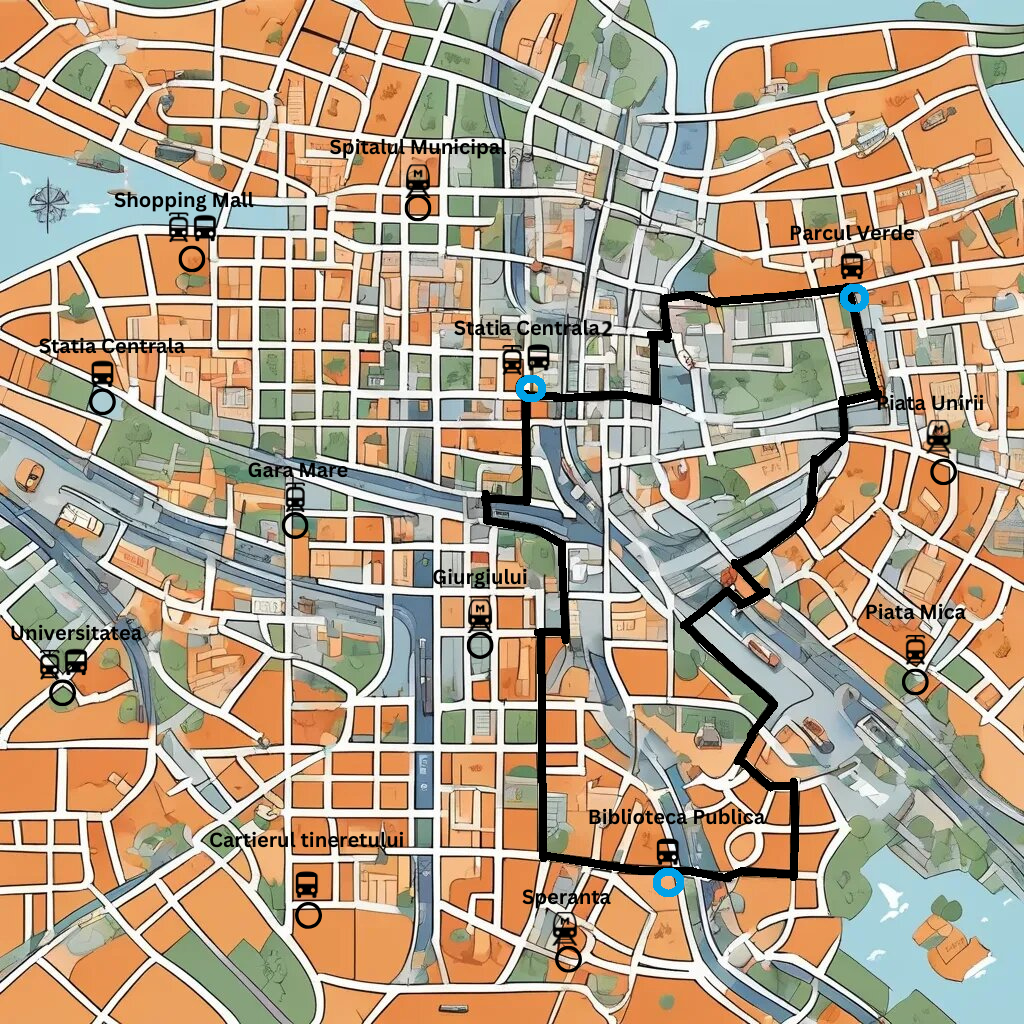 Spitalul Municipal
Shopping Mall
Parcul Verde
Statia Centrala2
Statia Centrala
Piata Unirii
Gara Mare
Giurgiului
Piata Mica
Universitatea
Biblioteca Publica
Cartierul tineretului
Speranta